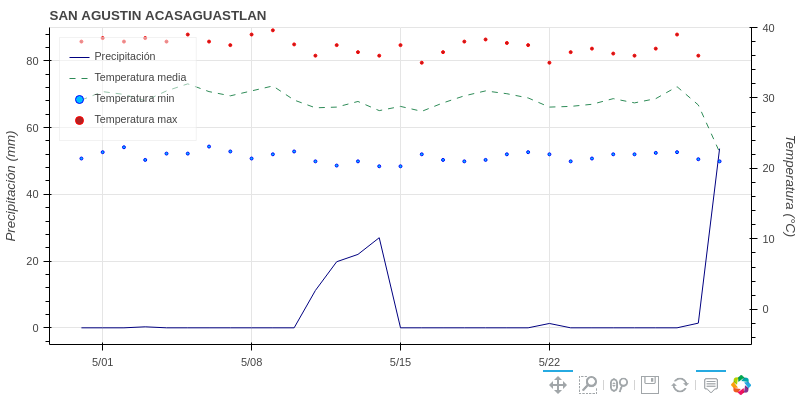 SAN AGUSTIN ACASAGUASTLAN
Precipitación
Temperatura media
Temperatura min
Temperatura max
Precipitación (mm)
80
60
40
20
0
Temperatura (°C)
40
30
20
10
0
5/01
5/08
5/15
5/22